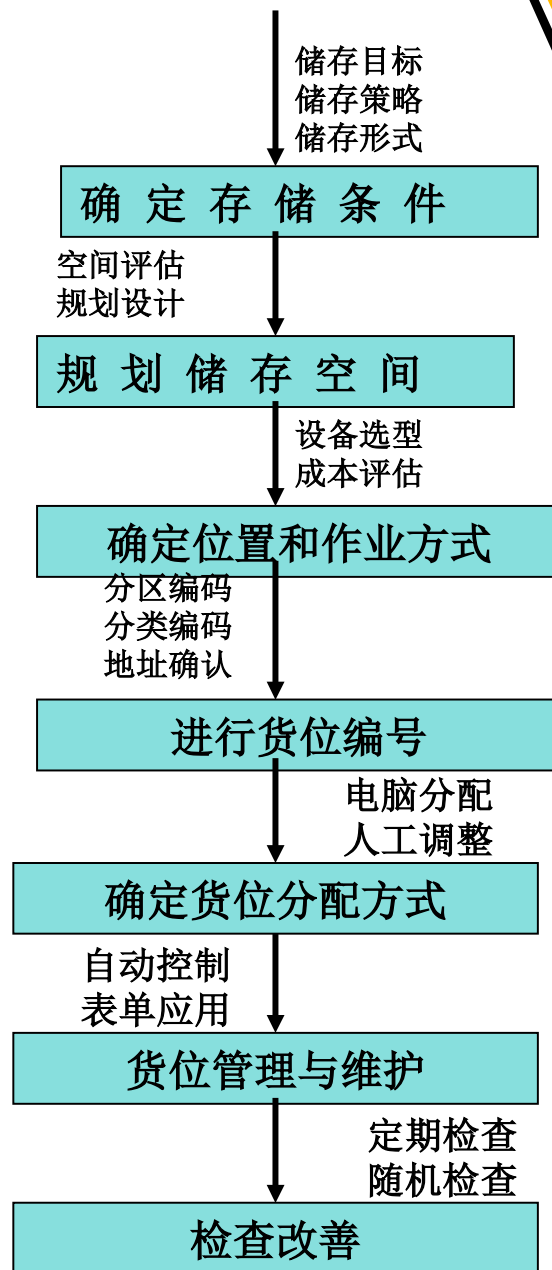 储存目标
储存策略
储存形式
确定存储条件
空间评估
规划设计
规划储存空间
设备选型
成本评估
确定位置和作业方式
分区编码
分类编码
地址确认
进行货位编号
电脑分配
人工调整
确定货位分配方式
自动控制
表单应用
货位管理与维护
定期检查
随机检查
检查改善